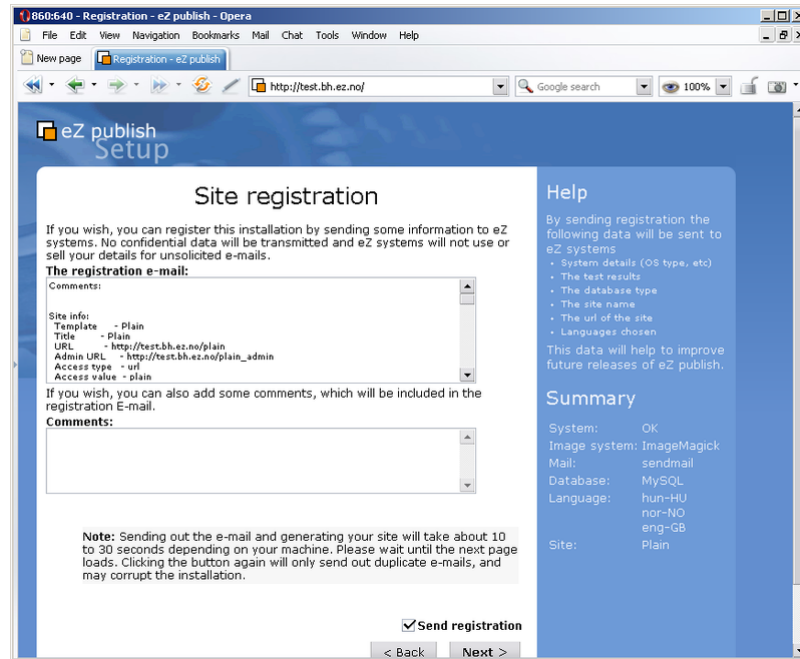 860:640 - Registration - eZ publish - Opera
File Edit View Navigation Bookmarks Mail Chat Tools Window Help
New page Registration - eZ publish
http://test.bh.ez.no/ Google search 100%
eZ publish
Setup
Site registration
If you wish, you can register this installation by sending some information to eZ
systems. No confidential data will be transmitted and eZ systems will not use or
sell your details for unsolicited e-mails.
The registration e-mail:
Comments:
Site info:
Template - Plain
Title - Plain
URL - http://test.bh.ez.no/plain
Admin URL - http://test.bh.ez.no/plain_admin
Access type - url
Access value - plain
If you wish, you can also add some comments, which will be included in the
registration E-mail.
Comments:
Note: Sending out the e-mail and generating your site will take about 10
to 30 seconds depending on your machine. Please wait until the next page
loads. Clicking the button again will only send out duplicate e-mails, and
may corrupt the installation.
Send registration
< Back Next >
Help
By sending registration the
following data will be sent to
eZ systems
• System details (OS type, etc)
• The test results
• The database type
• The site name
• The url of the site
• Languages chosen
This data will help to improve
future releases of eZ publish.
Summary
System: OK
Image system: ImageMagick
Mail: sendmail
Database: MySQL
Language: hun-HU
nor-NO
eng-GB
Site: Plain